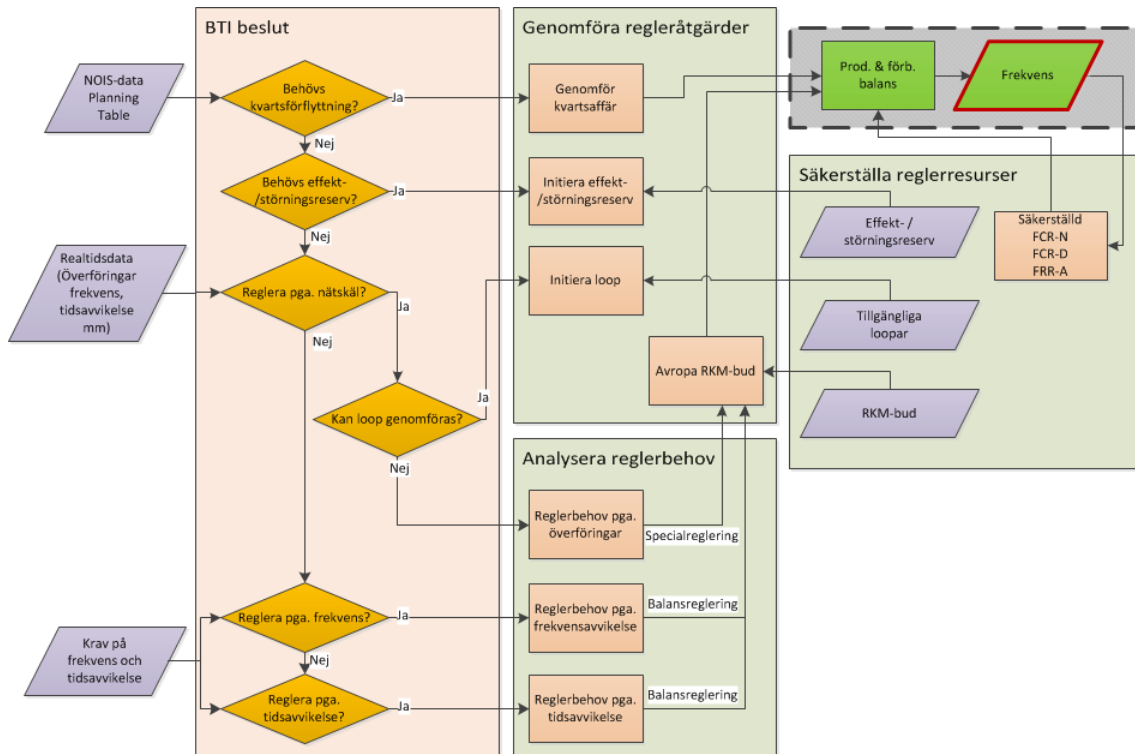 BTI beslut
Genomföra regleråtgärder
NOIS-data
Planning
Table
Behövs
kvartsförflyttning?
Ja
Genomför
kvartsaffär
Prod. & förb.
balans
Frekvens
Nej
Behövs effekt-
/störningsreserv?
Ja
Initiera effekt-
/störningsreserv
Säkerställa reglerresurser
Effekt- /
störningsreserv
Säkerställd
FCR-N
FCR-D
FRR-A
Nej
Realtidsdata
(Överföringar
frekvens,
tidsavvikelse
mm)
Reglera pga. nätskäl?
Ja
Initiera loop
Tillgängliga
loopar
Nej
Avropa RKM-bud
Kan loop genomföras?
Ja
RKM-bud
Nej
Analysera reglerbehov
Reglerbehov pga.
överföringar
Specialreglering
Reglera pga. frekvens?
Ja
Reglerbehov pga.
frekvensavvikelse
Balansreglering
Krav på
frekvens och
tidsavvikelse
Nej
Reglera pga.
tidsavvikelse?
Ja
Reglerbehov pga.
tidsavvikelse
Balansreglering